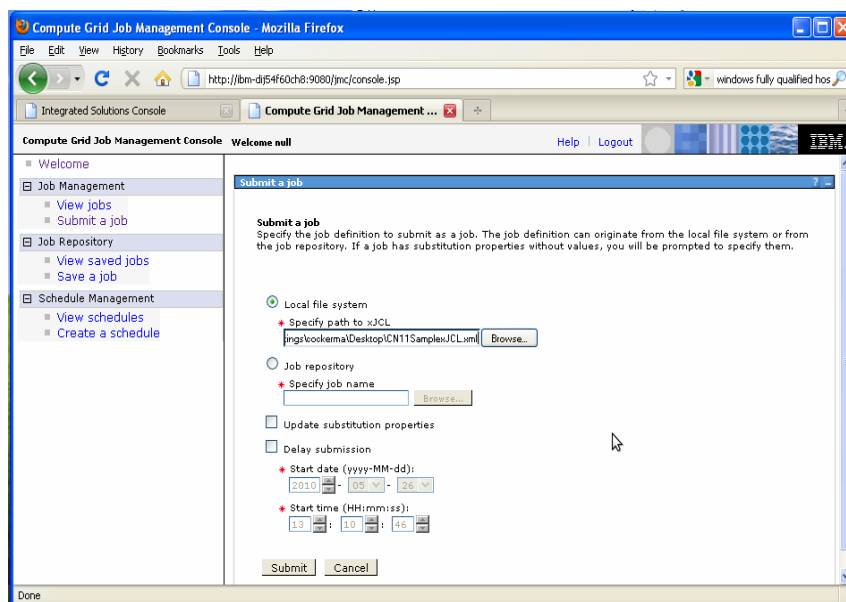 Compute Grid Job Management Console - Mozilla Firefox
File Edit View History Bookmarks Tools Help
http://ibm-dij54f60ch8:9080/jmc/console.jsp
windows fully qualified hos
Integrated Solutions Console
Compute Grid Job Management ...
Compute Grid Job Management Console Welcome null
Help Logout
IBM.
Welcome
Job Management
View jobs
Submit a job
Job Repository
View saved jobs
Save a job
Schedule Management
View schedules
Create a schedule
Submit a job ? -
Submit a job
Specify the job definition to submit as a job. The job definition can originate from the local file system or from
the job repository. If a job has substitution properties without values, you will be prompted to specify them.
Local file system
* Specify path to xJCL
ings\cockerma\Desktop\CN11SamplexJCL.xml Browse...
Job repository
* Specify job name
Browse...
Update substitution properties
Delay submission
* Start date (yyyy-MM-dd):
2010 - 05 - 26
* Start time (HH:mm:ss):
13 : 10 : 46
Submit Cancel
Done